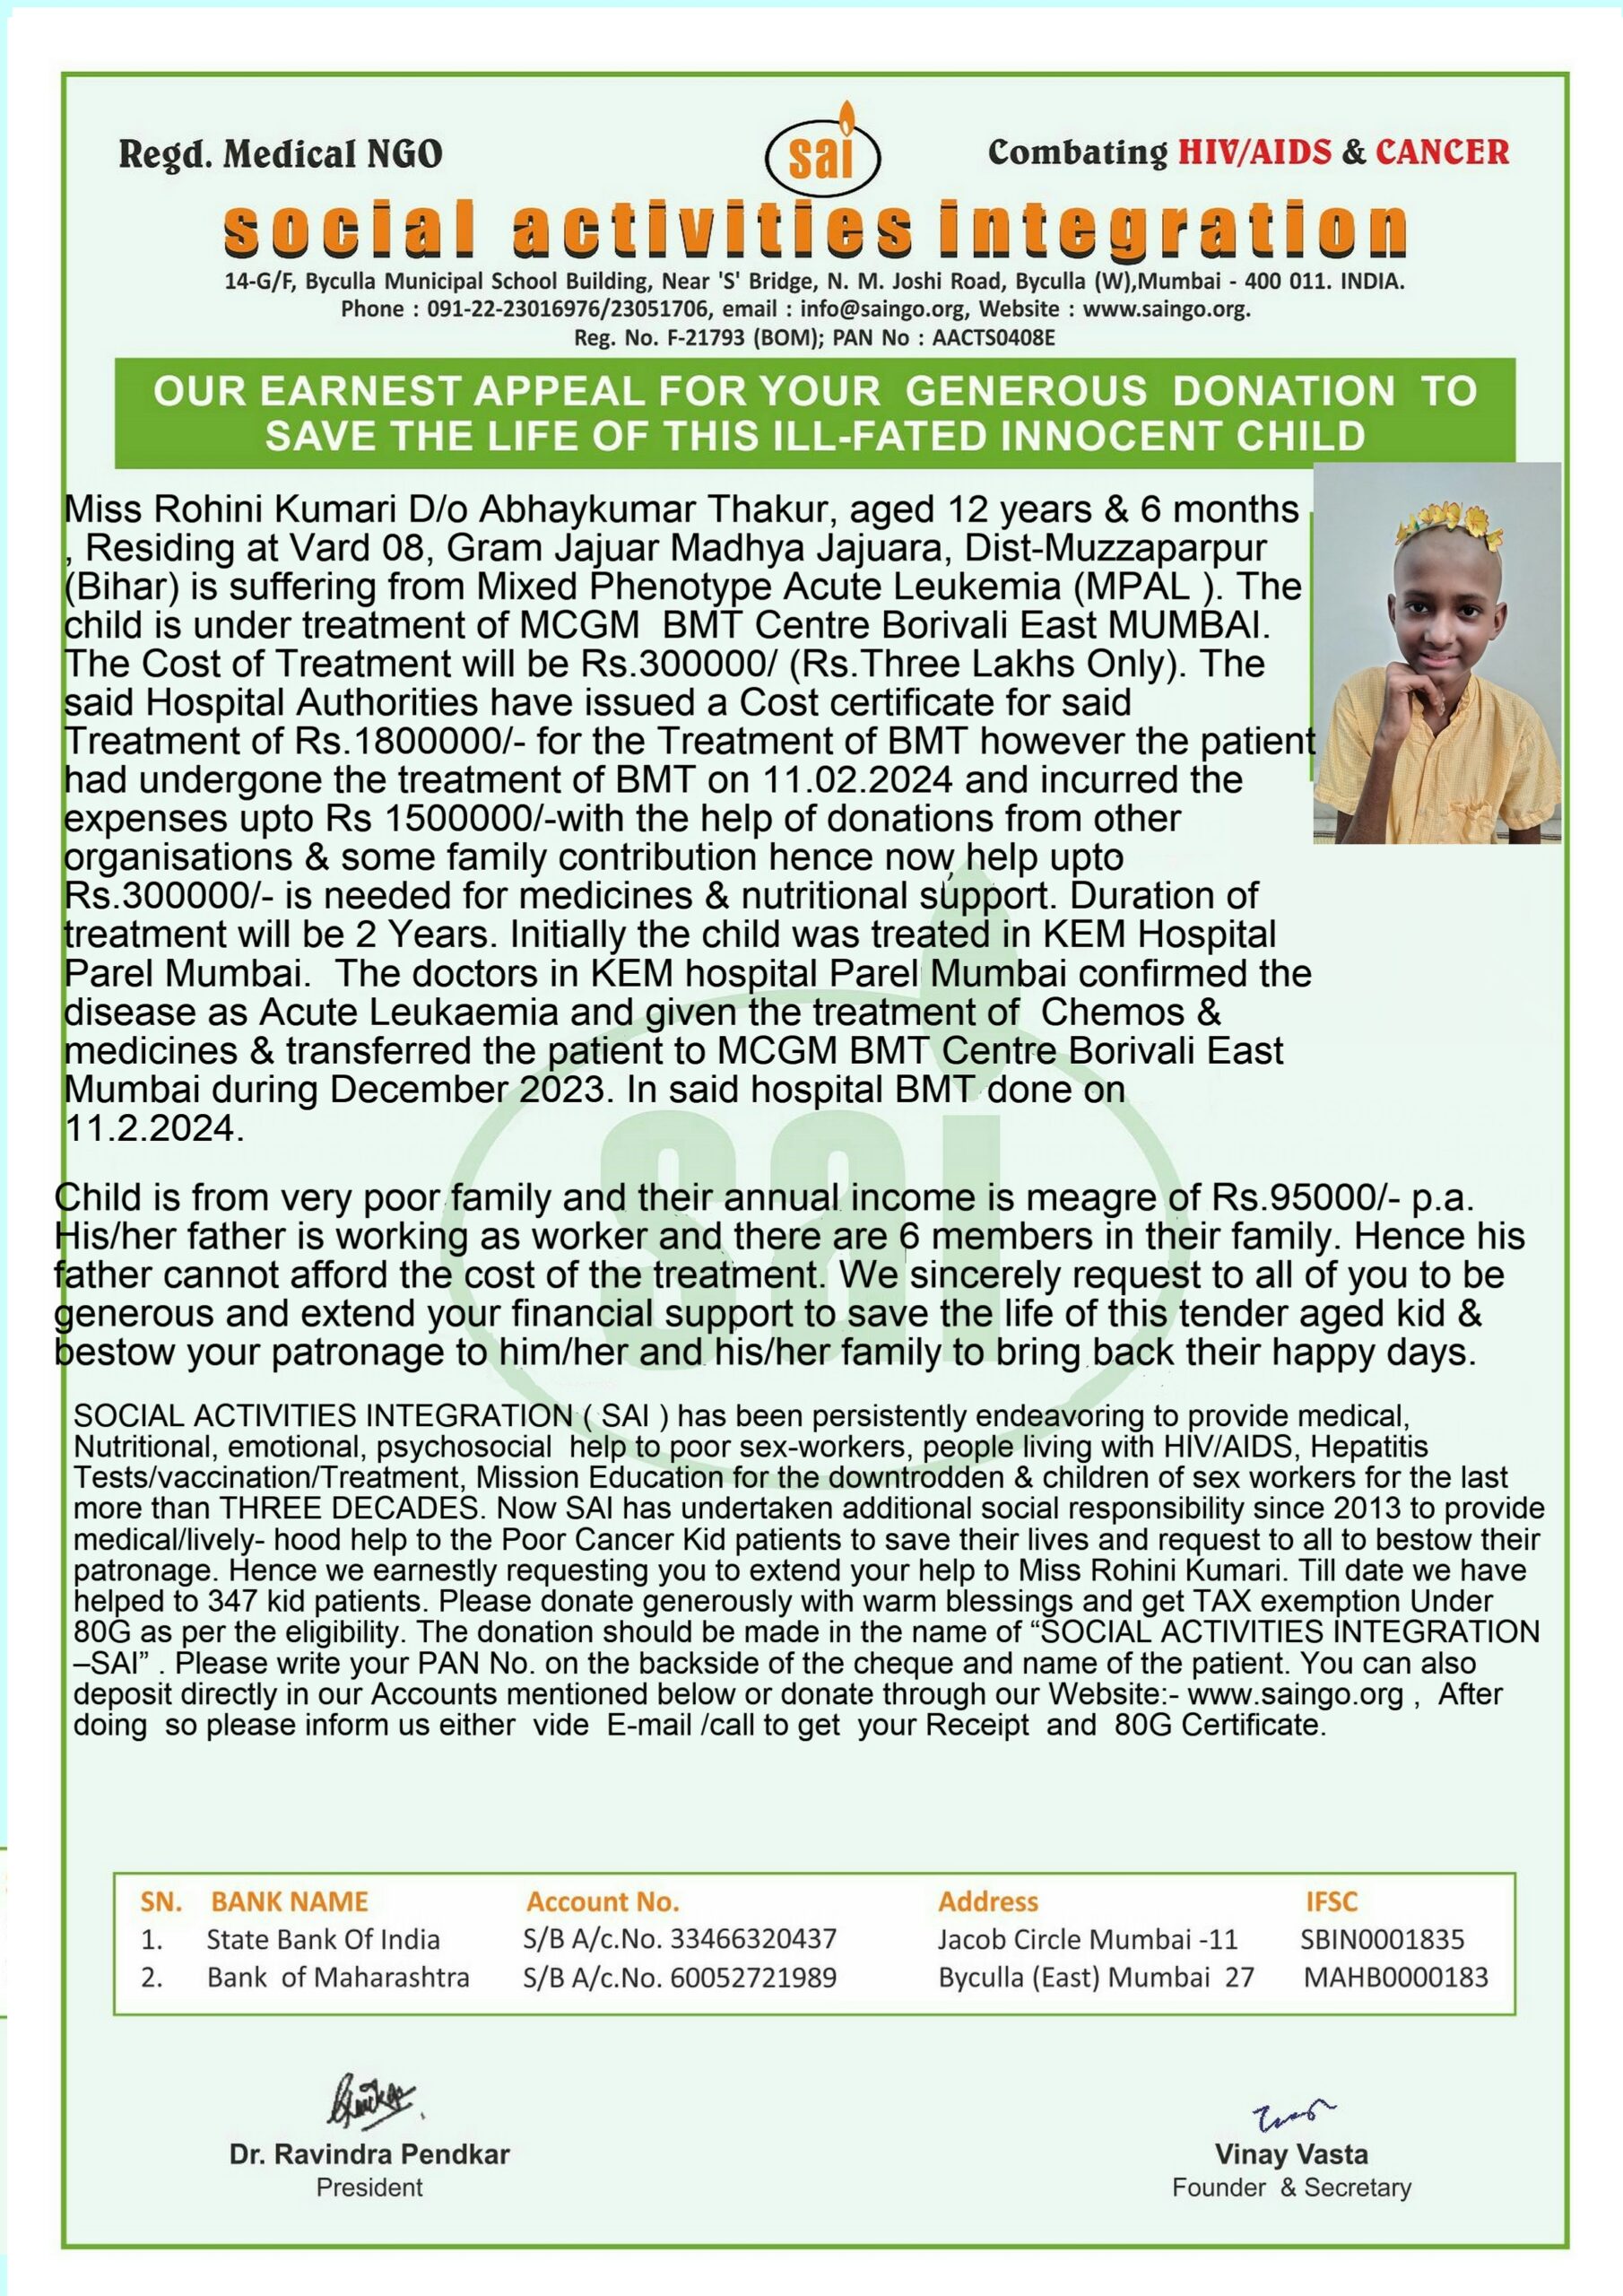 Regd. Medical NGO
sai
Combating HIV/AIDS & CANCER
social activities integration
14-G/F, Byculla Municipal School Building, Near 'S' Bridge, N. M. Joshi Road, Byculla (W),Mumbai - 400 011. INDIA.
Phone : 091-22-23016976/23051706, email : info@saingo.org, Website : www.saingo.org.
Reg. No. F-21793 (BOM); PAN No : AACTS0408E
OUR EARNEST APPEAL FOR YOUR GENEROUS DONATION TO
SAVE THE LIFE OF THIS ILL-FATED INNOCENT CHILD
Miss Rohini Kumari D/o Abhaykumar Thakur, aged 12 years & 6 months
, Residing at Vard 08, Gram Jajuar Madhya Jajuara, Dist-Muzzaparpur
(Bihar) is suffering from Mixed Phenotype Acute Leukemia (MPAL ). The
child is under treatment of MCGM BMT Centre Borivali East MUMBAI.
The Cost of Treatment will be Rs.300000/ (Rs.Three Lakhs Only). The
said Hospital Authorities have issued a Cost certificate for said
Treatment of Rs.1800000/- for the Treatment of BMT however the patient
had undergone the treatment of BMT on 11.02.2024 and incurred the
expenses upto Rs 1500000/-with the help of donations from other
organisations & some family contribution hence now help upto
Rs.300000/- is needed for medicines & nutritional support. Duration of
treatment will be 2 Years. Initially the child was treated in KEM Hospital
Parel Mumbai. The doctors in KEM hospital Parel Mumbai confirmed the
disease as Acute Leukaemia and given the treatment of Chemos &
medicines & transferred the patient to MCGM BMT Centre Borivali East
Mumbai during December 2023. In said hospital BMT done on
11.2.2024.
sai
Child is from very poor family and their annual income is meagre of Rs.95000/- p.a.
His/her father is working as worker and there are 6 members in their family. Hence his
father cannot afford the cost of the treatment. We sincerely request to all of you to be
generous and extend your financial support to save the life of this tender aged kid &
bestow your patronage to him/her and his/her family to bring back their happy days.
SOCIAL ACTIVITIES INTEGRATION ( SAI ) has been persistently endeavoring to provide medical,
Nutritional, emotional, psychosocial help to poor sex-workers, people living with HIV/AIDS, Hepatitis
Tests/vaccination/Treatment, Mission Education for the downtrodden & children of sex workers for the last
more than THREE DECADES. Now SAI has undertaken additional social responsibility since 2013 to provide
medical/lively- hood help to the Poor Cancer Kid patients to save their lives and request to all to bestow their
patronage. Hence we earnestly requesting you to extend your help to Miss Rohini Kumari. Till date we have
helped to 347 kid patients. Please donate generously with warm blessings and get TAX exemption Under
80G as per the eligibility. The donation should be made in the name of “SOCIAL ACTIVITIES INTEGRATION
–SAI” . Please write your PAN No. on the backside of the cheque and name of the patient. You can also
deposit directly in our Accounts mentioned below or donate through our Website:- www.saingo.org , After
doing so please inform us either vide E-mail /call to get your Receipt and 80G Certificate.
SN. BANK NAME Account No. Address IFSC
1. State Bank Of India S/B A/c.No. 33466320437 Jacob Circle Mumbai -11 SBIN0001835
2. Bank of Maharashtra S/B A/c.No. 60052721989 Byculla (East) Mumbai 27 MAHB0000183
Dr. Ravindra Pendkar
President
Vinay Vasta
Founder & Secretary